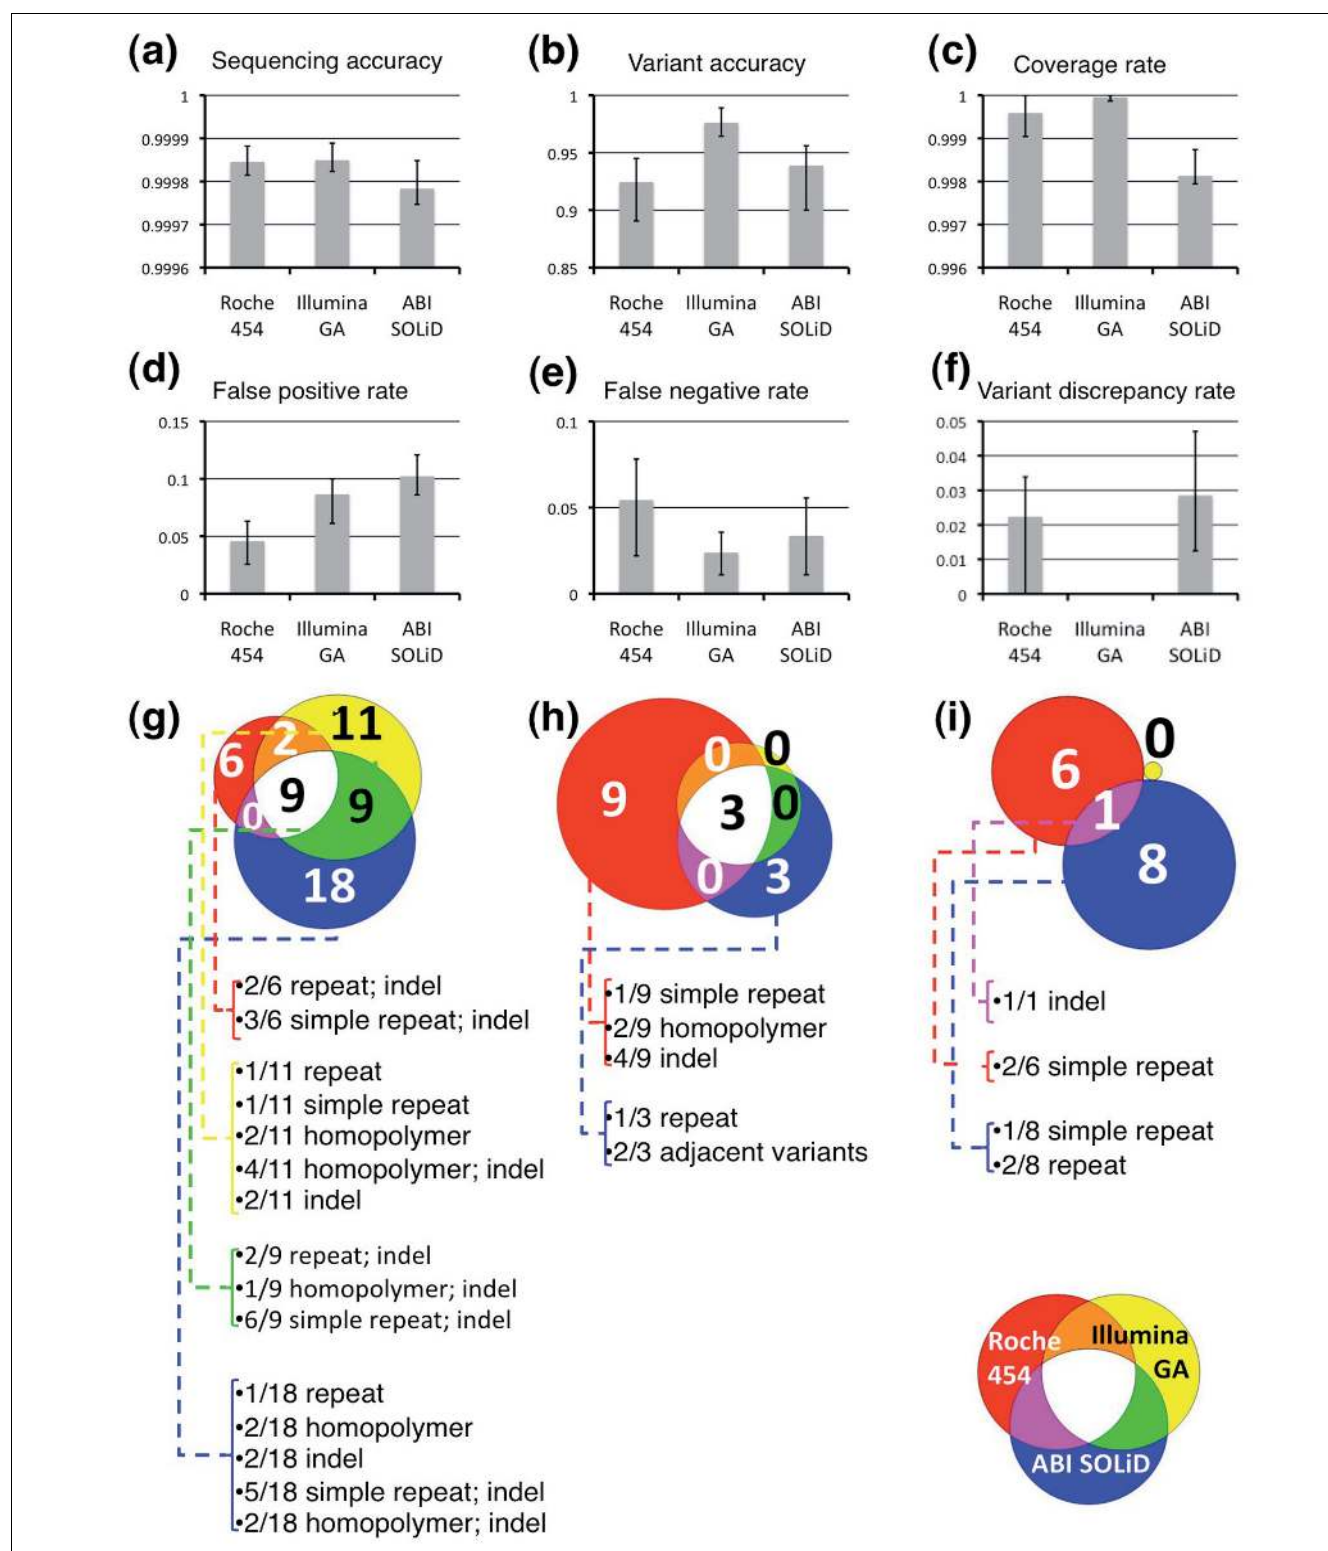 (a) Sequencing accuracy
1
0.9999
0.9998
0.9997
0.9996
Roche 454
Illumina GA
ABI SOLiD
(b) Variant accuracy
1
0.95
0.9
0.85
Roche 454
Illumina GA
ABI SOLiD
(c) Coverage rate
1
0.999
0.998
0.997
0.996
Roche 454
Illumina GA
ABI SOLiD
(d) False positive rate
0.15
0.1
0.05
0
Roche 454
Illumina GA
ABI SOLiD
(e) False negative rate
0.1
0.05
0
Roche 454
Illumina GA
ABI SOLiD
(f) Variant discrepancy rate
0.05
0.04
0.03
0.02
0.01
0
Roche 454
Illumina GA
ABI SOLiD
(g)
6 2 11
9
0 9
18
•2/6 repeat; indel
•3/6 simple repeat; indel
•1/11 repeat
•1/11 simple repeat
•2/11 homopolymer
•4/11 homopolymer; indel
•2/11 indel
•2/9 repeat; indel
•1/9 homopolymer; indel
•6/9 simple repeat; indel
•1/18 repeat
•2/18 homopolymer
•2/18 indel
•5/18 simple repeat; indel
•2/18 homopolymer; indel
(h)
0 0
9 3 0
0 3
•1/9 simple repeat
•2/9 homopolymer
•4/9 indel
•1/3 repeat
•2/3 adjacent variants
(i)
0
6
1
8
•1/1 indel
•2/6 simple repeat
•1/8 simple repeat
•2/8 repeat
Roche 454
Illumina GA
ABI SOLiD